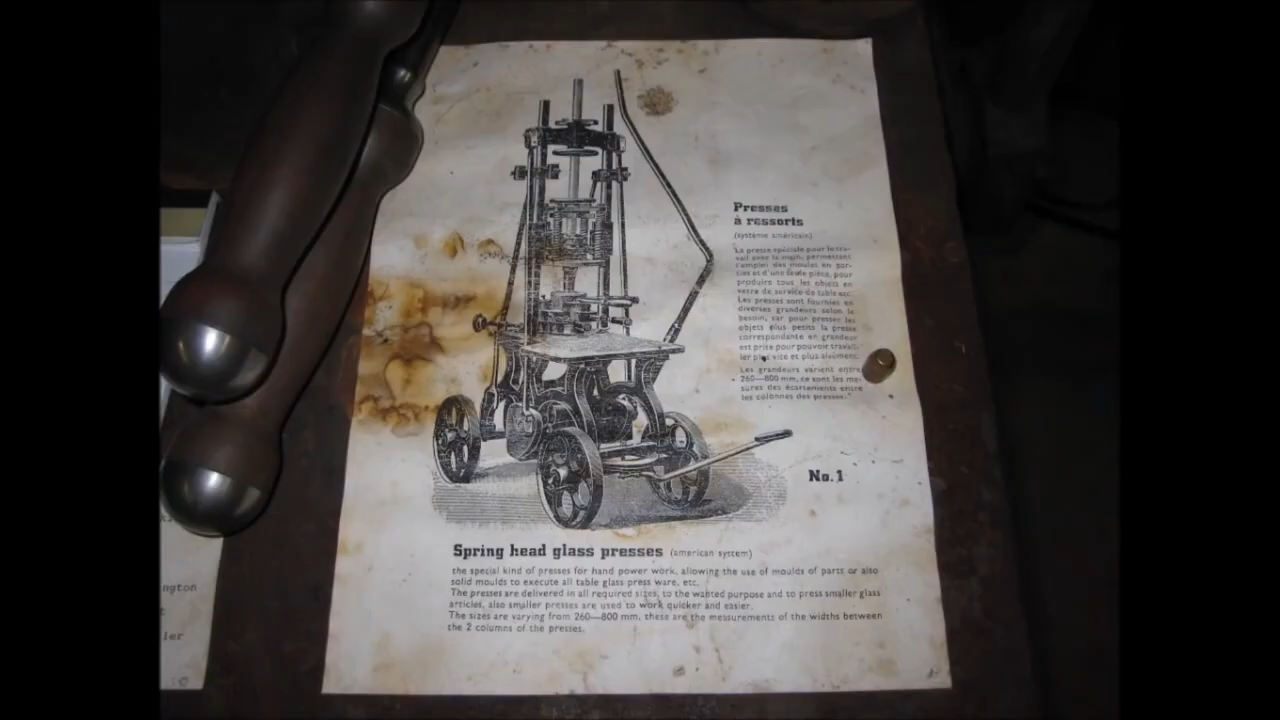 Presses
à ressorts
(système américain)
La presse spéciale pour le tra-
vail avec la main, permettant
l'emploi des moules en por-
ties et d'une seule pièce, pour
produire tous les objets en
verre de service de table etc.
Les presses sont fournies en
diverses grandeurs selon le
besoin, car pour presser les
objets plus petits la presse
correspondante en grandeur
est prise pour pouvoir travail-
ler plus vite et plus aisément.
Les grandeurs varient entre
260—800 mm, ce sont les me-
sures des écartements entre
les colonnes des presses."
No. 1
Spring head glass presses (american system)
the special kind of presses for hand power work, allowing the use of moulds of parts or also
solid moulds to execute all table glass press ware, etc.
The presses are delivered in all required sizes, to the wanted purpose and to press smaller glass
articles, also smaller presses are used to work quicker and easier.
The sizes are varying from 260—800 mm, these are the messurements of the widths between
the 2 columns of the presses.
ngton
t
ier